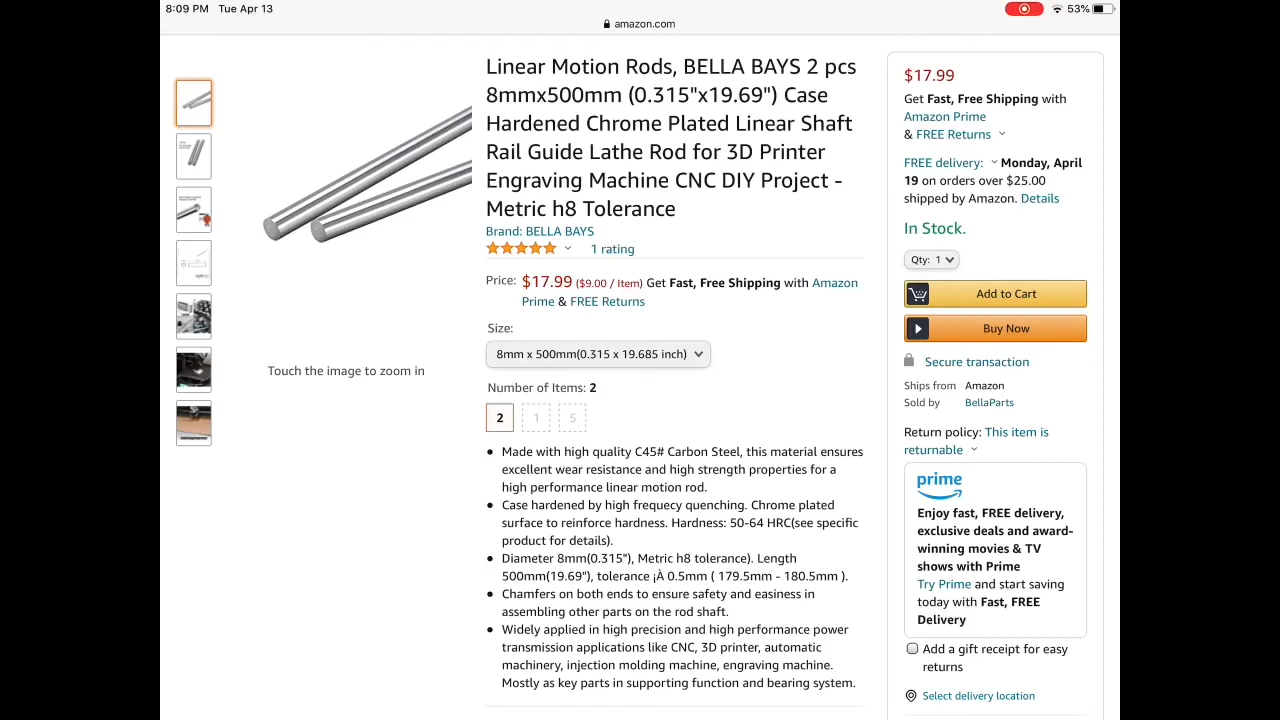 8:09 PM Tue Apr 13
53%
amazon.com
Linear Motion Rods, BELLA BAYS 2 pcs
8mmx500mm (0.315"x19.69") Case
Hardened Chrome Plated Linear Shaft
Rail Guide Lathe Rod for 3D Printer
Engraving Machine CNC DIY Project -
Metric h8 Tolerance
Brand: BELLA BAYS
1 rating
Price: $17.99 ($9.00 / Item) Get Fast, Free Shipping with Amazon
Prime & FREE Returns
Size:
8mm x 500mm(0.315 x 19.685 inch)
Touch the image to zoom in
Number of Items: 2
2 1 5
Made with high quality C45# Carbon Steel, this material ensures
excellent wear resistance and high strength properties for a
high performance linear motion rod.
Case hardened by high frequecy quenching. Chrome plated
surface to reinforce hardness. Hardness: 50-64 HRC(see specific
product for details).
Diameter 8mm(0.315"), Metric h8 tolerance). Length
500mm(19.69"), tolerance ¡À 0.5mm ( 179.5mm - 180.5mm ).
Chamfers on both ends to ensure safety and easiness in
assembling other parts on the rod shaft.
Widely applied in high precision and high performance power
transmission applications like CNC, 3D printer, automatic
machinery, injection molding machine, engraving machine.
Mostly as key parts in supporting function and bearing system.
$17.99
Get Fast, Free Shipping with
Amazon Prime
& FREE Returns
FREE delivery: Monday, April
19 on orders over $25.00
shipped by Amazon. Details
In Stock.
Qty: 1
Add to Cart
Buy Now
Secure transaction
Ships from Amazon
Sold by BellaParts
Return policy: This item is
returnable
prime
Enjoy fast, FREE delivery,
exclusive deals and award-
winning movies & TV
shows with Prime
Try Prime and start saving
today with Fast, FREE
Delivery
Add a gift receipt for easy
returns
Select delivery location